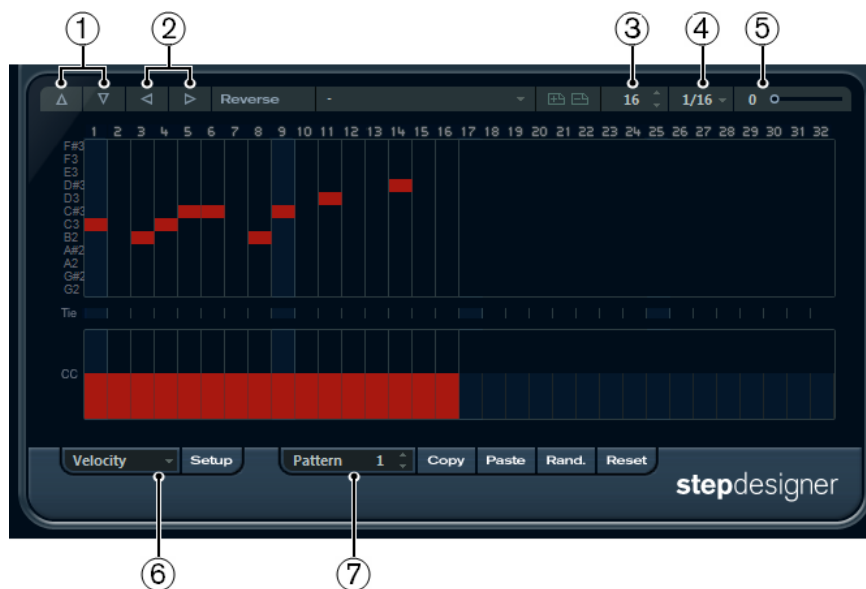 ① ② ③ ④ ⑤
Reverse - 16 1/16 0
1 2 3 4 5 6 7 8 9 10 11 12 13 14 15 16 17 18 19 20 21 22 23 24 25 26 27 28 29 30 31 32
F#3
F3
E3
D#3
D3
C#3
C3
B2
A#2
A2
G#2
G2
Tie
CC
Velocity Setup Pattern 1 Copy Paste Rand. Reset
stepdesigner
⑥ ⑦